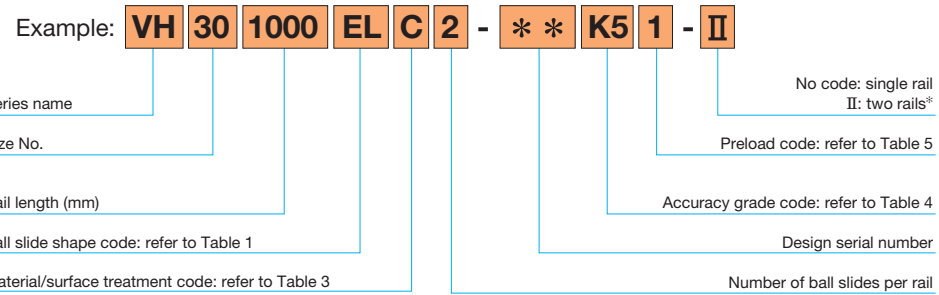 Example: VH 30 1000 EL C 2 - ** K5 1 - Ⅱ
No code: single rail
eries name
Ⅱ: two rails*
ze No.
Preload code: refer to Table 5
ail length (mm)
Accuracy grade code: refer to Table 4
all slide shape code: refer to Table 1
Design serial number
aterial/surface treatment code: refer to Table 3
Number of ball slides per rail